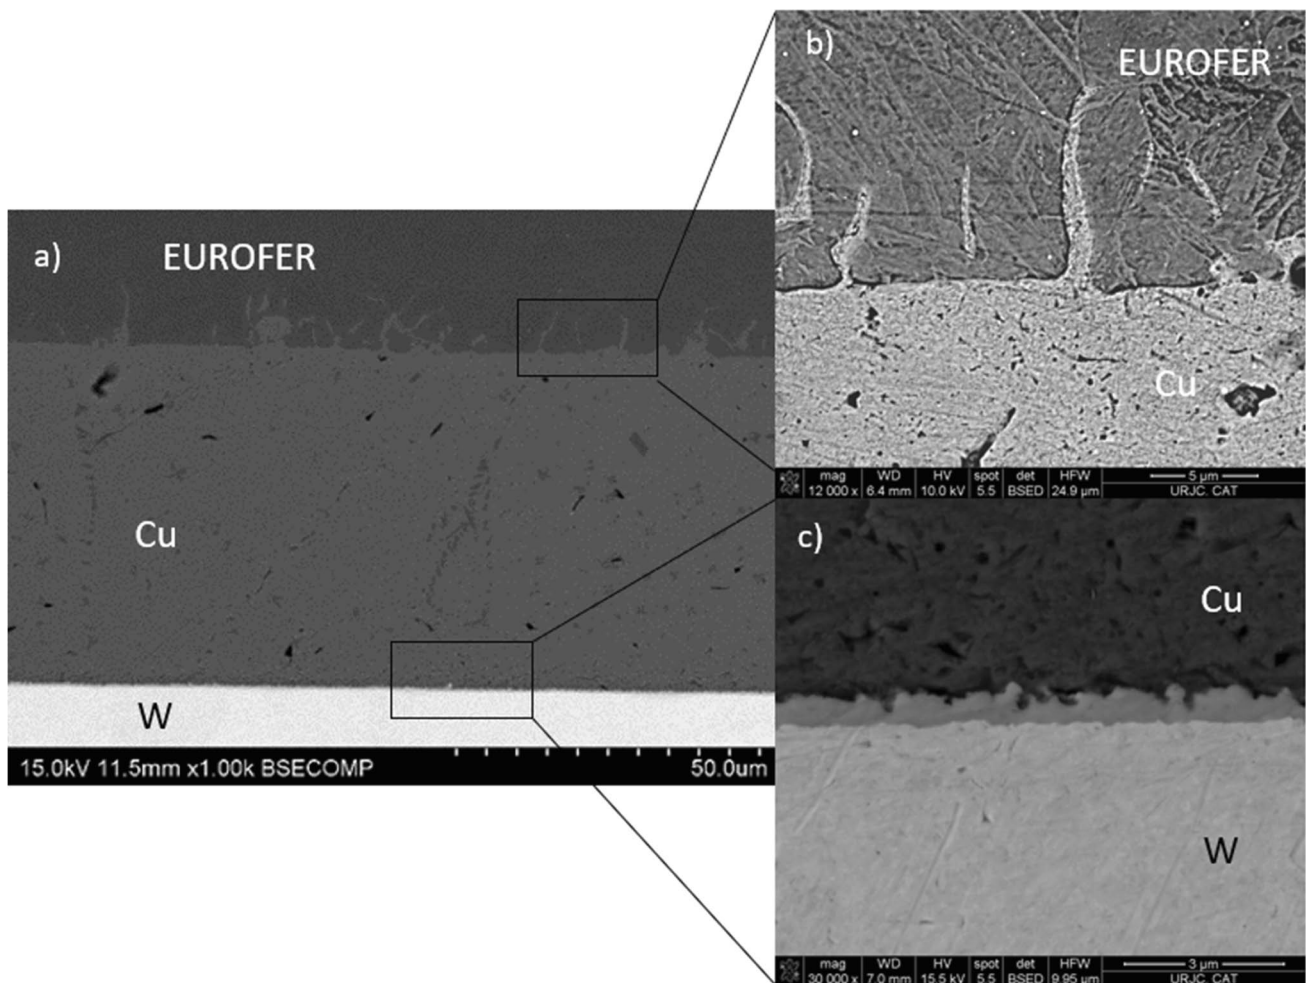 a)
EUROFER
Cu
W
15.0kV 11.5mm x1.00k BSECOMP
50.0um
b)
EUROFER
Cu
mag WD HV spot det HFW 5 µm
12 000 x 6.4 mm 10.0 kV 5.5 BSED 24.9 µm URJC. CAT
c)
Cu
W
mag WD HV spot det HFW 3 µm
30 000 x 7.0 mm 15.5 kV 5.5 BSED 9.95 µm URJC. CAT